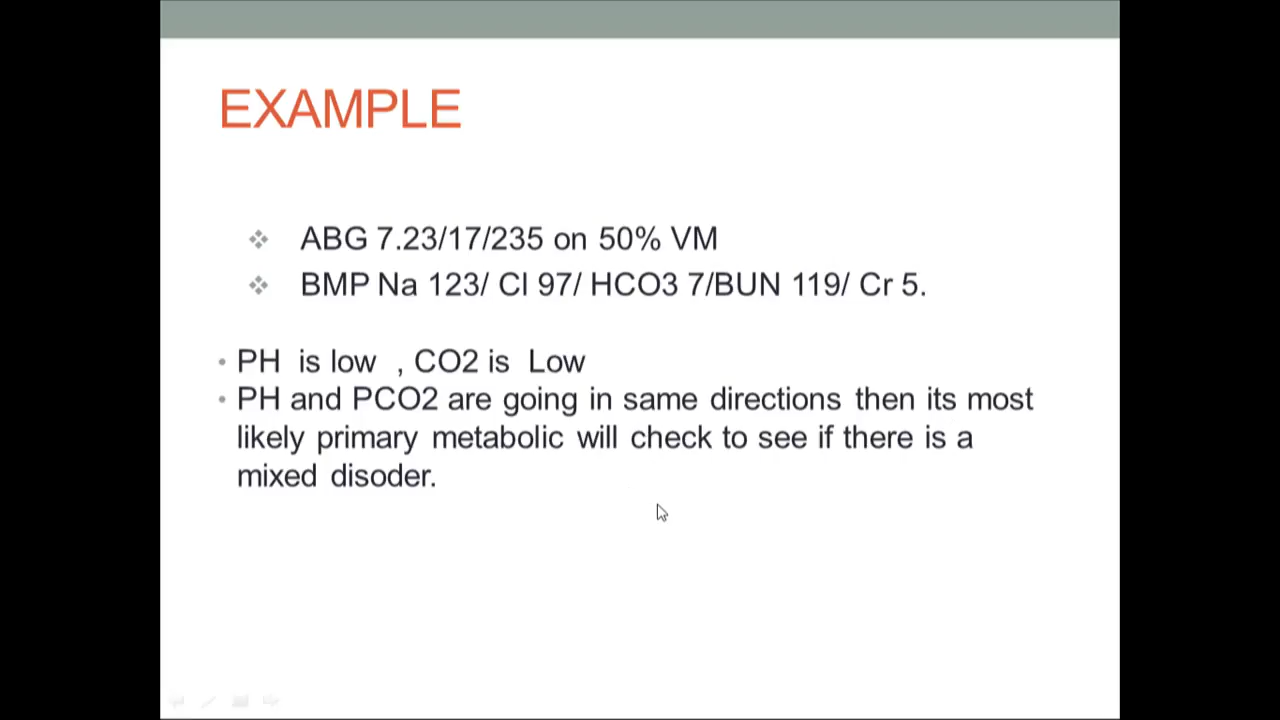 EXAMPLE
ABG 7.23/17/235 on 50% VM
BMP Na 123/ Cl 97/ HCO3 7/BUN 119/ Cr 5.
PH is low , CO2 is Low
PH and PCO2 are going in same directions then its most
likely primary metabolic will check to see if there is a
mixed disoder.